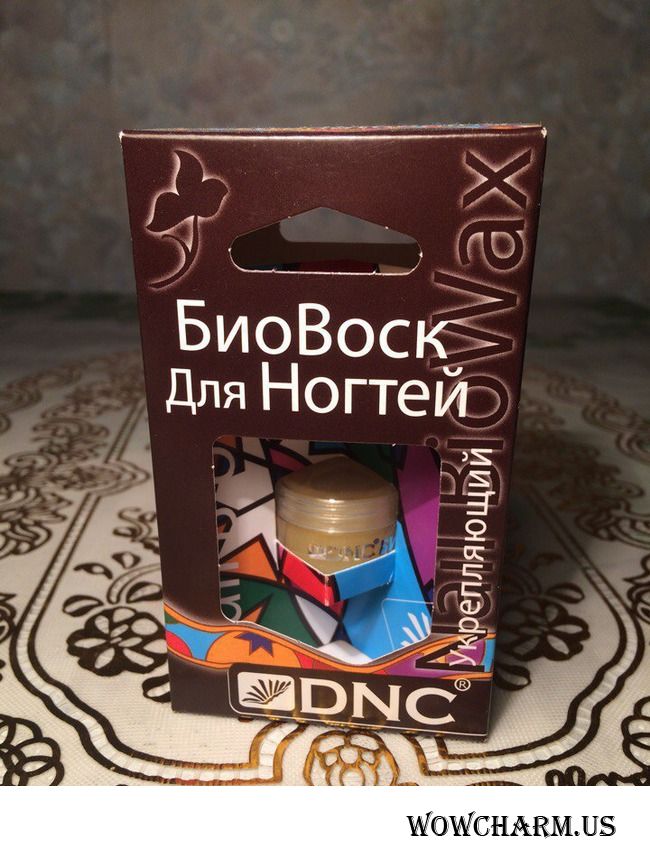 БиоВоск
Для Ногтей
Nail BioWax
укрепляющий
DNC®
WOWCHARM.US